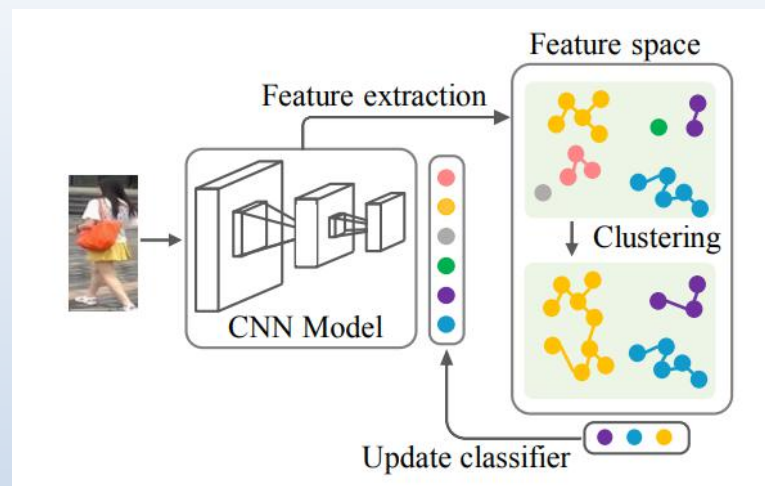 Feature space
Feature extraction
Clustering
CNN Model
Update classifier